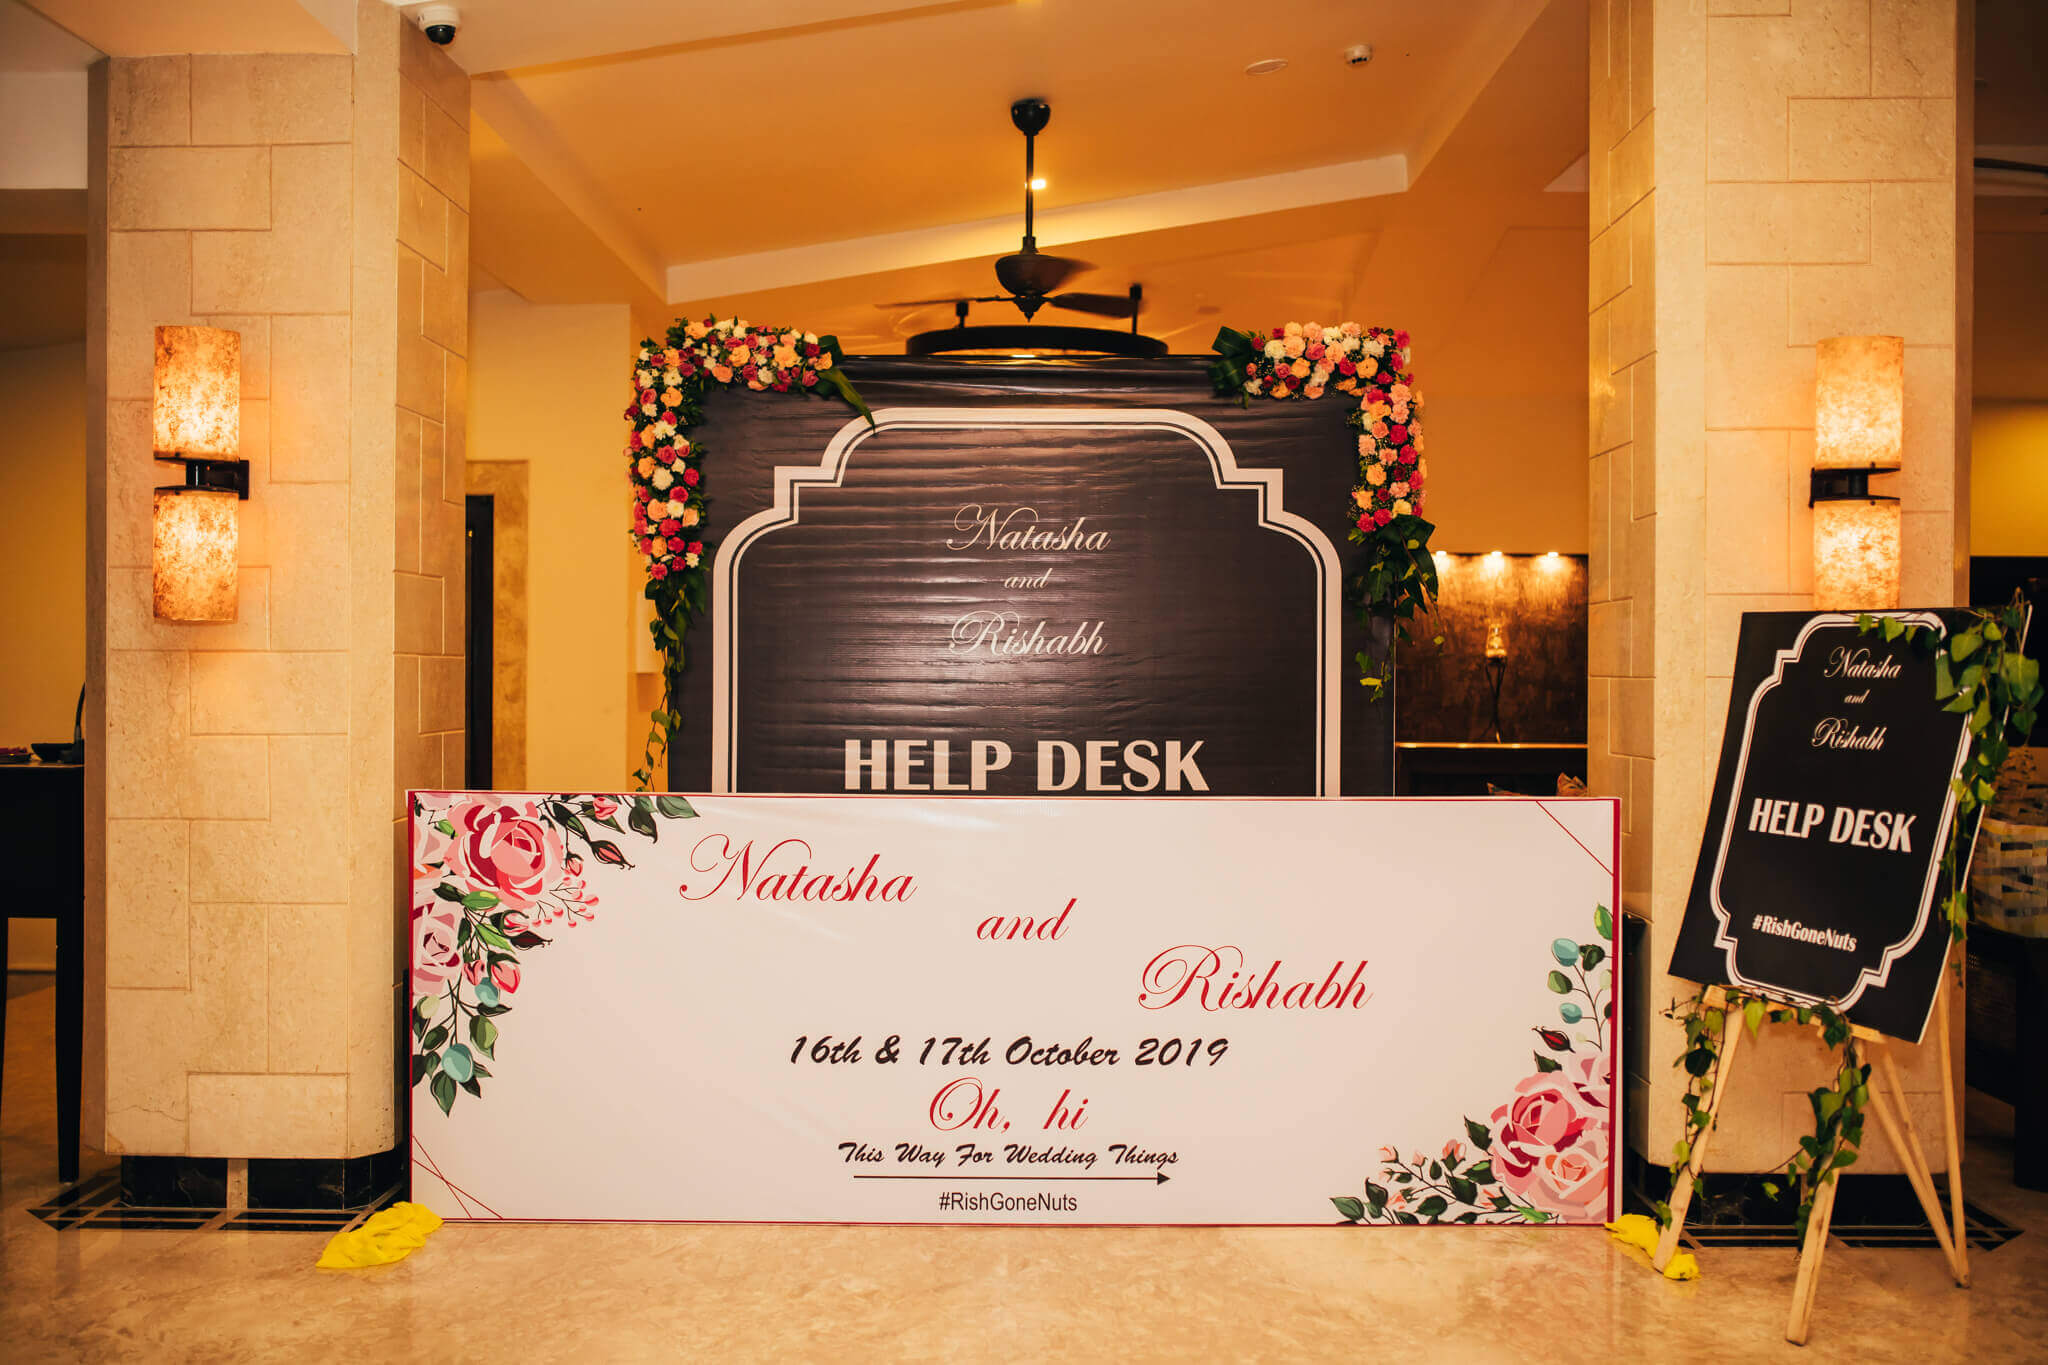 Natasha
and
Rishabh
HELP DESK
Natasha
and
Rishabh
16th & 17th October 2019
Oh, hi
This Way For Wedding Things
#RishGoneNuts
Natasha
and
Rishabh
HELP DESK
#RishGoneNuts